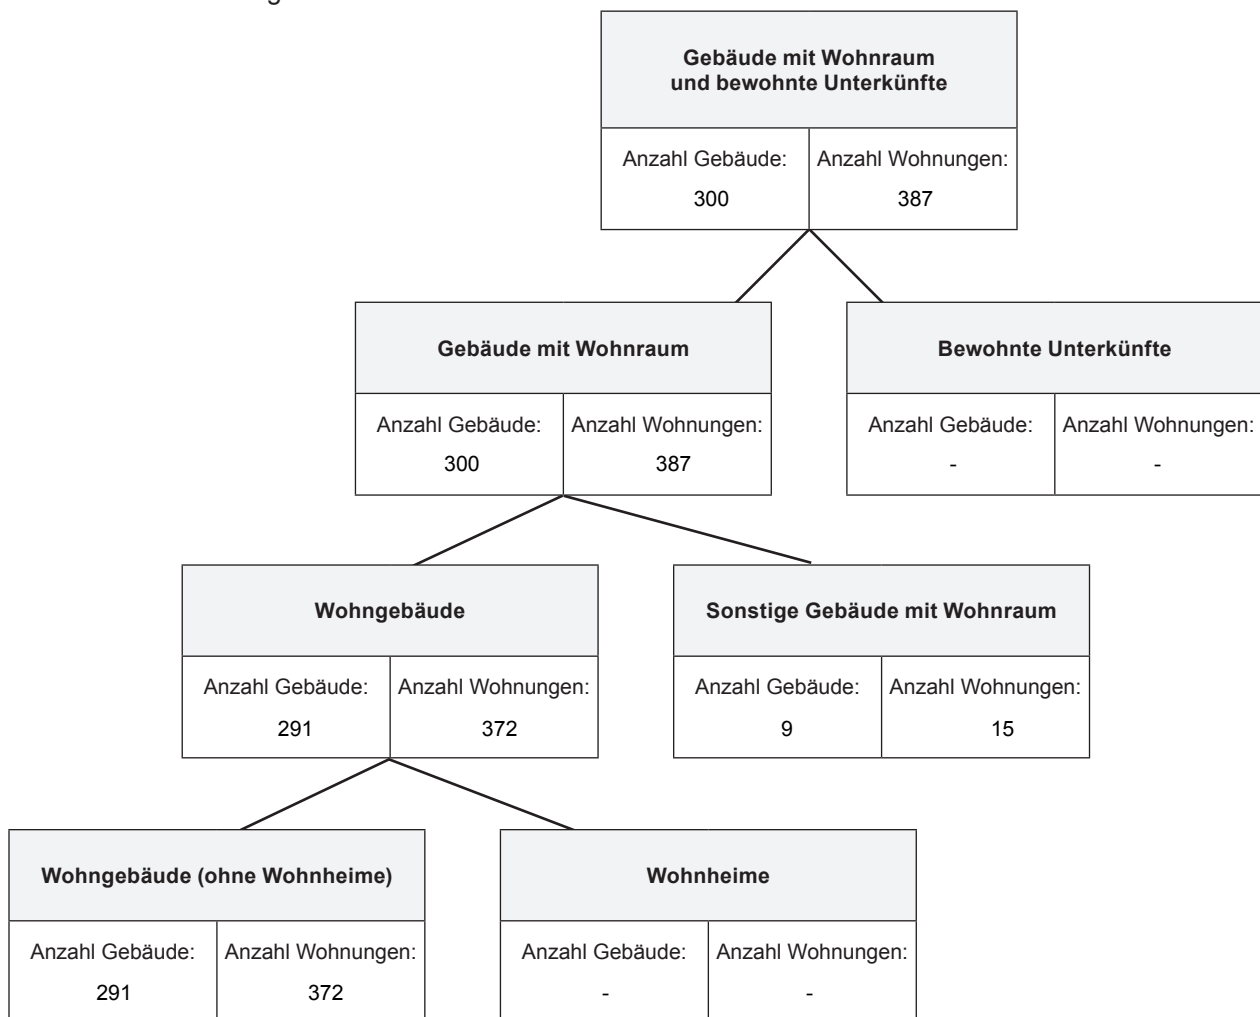 Gebäude mit Wohnraum
und bewohnte Unterkünfte
Anzahl Gebäude: Anzahl Wohnungen:
300 387
Gebäude mit Wohnraum Bewohnte Unterkünfte
Anzahl Gebäude: Anzahl Wohnungen: Anzahl Gebäude: Anzahl Wohnungen:
300 387 - -
Wohngebäude Sonstige Gebäude mit Wohnraum
Anzahl Gebäude: Anzahl Wohnungen: Anzahl Gebäude: Anzahl Wohnungen:
291 372 9 15
Wohngebäude (ohne Wohnheime) Wohnheime
Anzahl Gebäude: Anzahl Wohnungen: Anzahl Gebäude: Anzahl Wohnungen:
291 372 - -